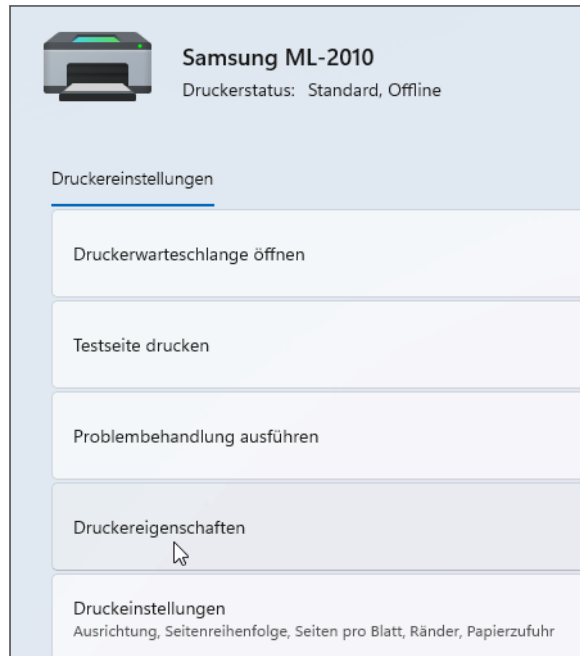 Samsung ML-2010
Druckerstatus: Standard, Offline
Druckereinstellungen
Druckerwarteschlange öffnen
Testseite drucken
Problembehandlung ausführen
Druckereigenschaften
Druckeinstellungen
Ausrichtung, Seitenreihenfolge, Seiten pro Blatt, Ränder, Papierzufuhr